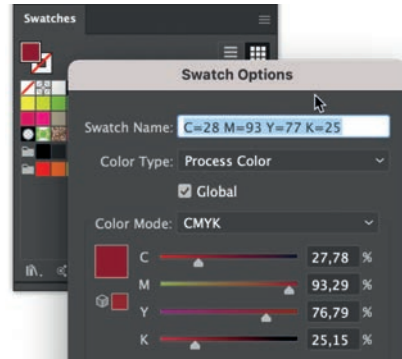 Swatches
Swatch Options
Swatch Name: C=28 M=93 Y=77 K=25
Color Type: Process Color
Global
Color Mode: CMYK
C 27,78 %
M 93,29 %
Y 76,79 %
K 25,15 %